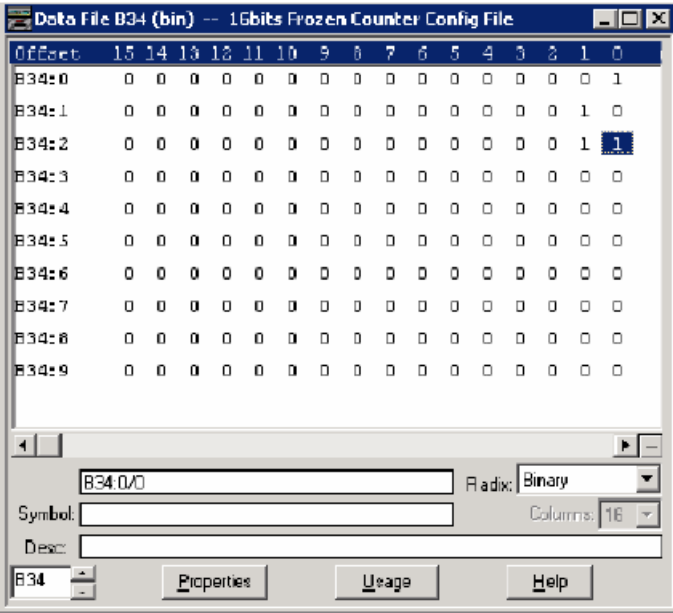 Data File B34 (bin) -- 16bits Frozen Counter Config File
Offset 15 14 13 12 11 10 9 8 7 6 5 4 3 2 1 0
B34:0 0 0 0 0 0 0 0 0 0 0 0 0 0 0 0 1
B34:1 0 0 0 0 0 0 0 0 0 0 0 0 0 0 1 0
B34:2 0 0 0 0 0 0 0 0 0 0 0 0 0 0 1 1
B34:3 0 0 0 0 0 0 0 0 0 0 0 0 0 0 0 0
B34:4 0 0 0 0 0 0 0 0 0 0 0 0 0 0 0 0
B34:5 0 0 0 0 0 0 0 0 0 0 0 0 0 0 0 0
B34:6 0 0 0 0 0 0 0 0 0 0 0 0 0 0 0 0
B34:7 0 0 0 0 0 0 0 0 0 0 0 0 0 0 0 0
B34:8 0 0 0 0 0 0 0 0 0 0 0 0 0 0 0 0
B34:9 0 0 0 0 0 0 0 0 0 0 0 0 0 0 0 0
B34:0/0 Radix: Binary
Symbol: Columns: 16
Desc:
B34 Properties Usage Help